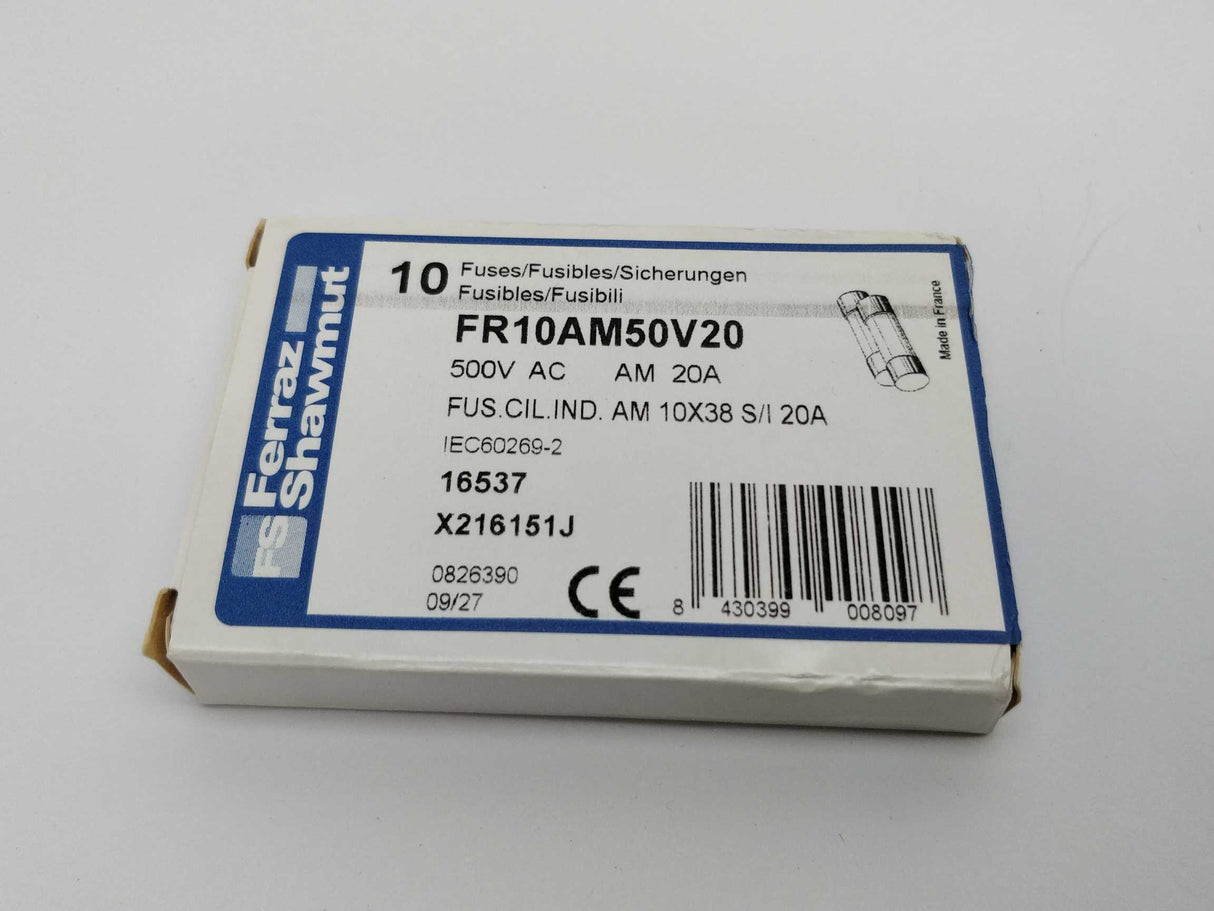 10 Fuses/Fusibles/Sicherungen
Fusibles/Fusibili
FR10AM50V20
500V AC AM 20A
FUS.CIL.IND. AM 10X38 S/I 20A
IEC60269-2
16537
X216151J
0826390
09/27
CE
8 430399 008097
Made in France
FS Ferraz
Shawmut